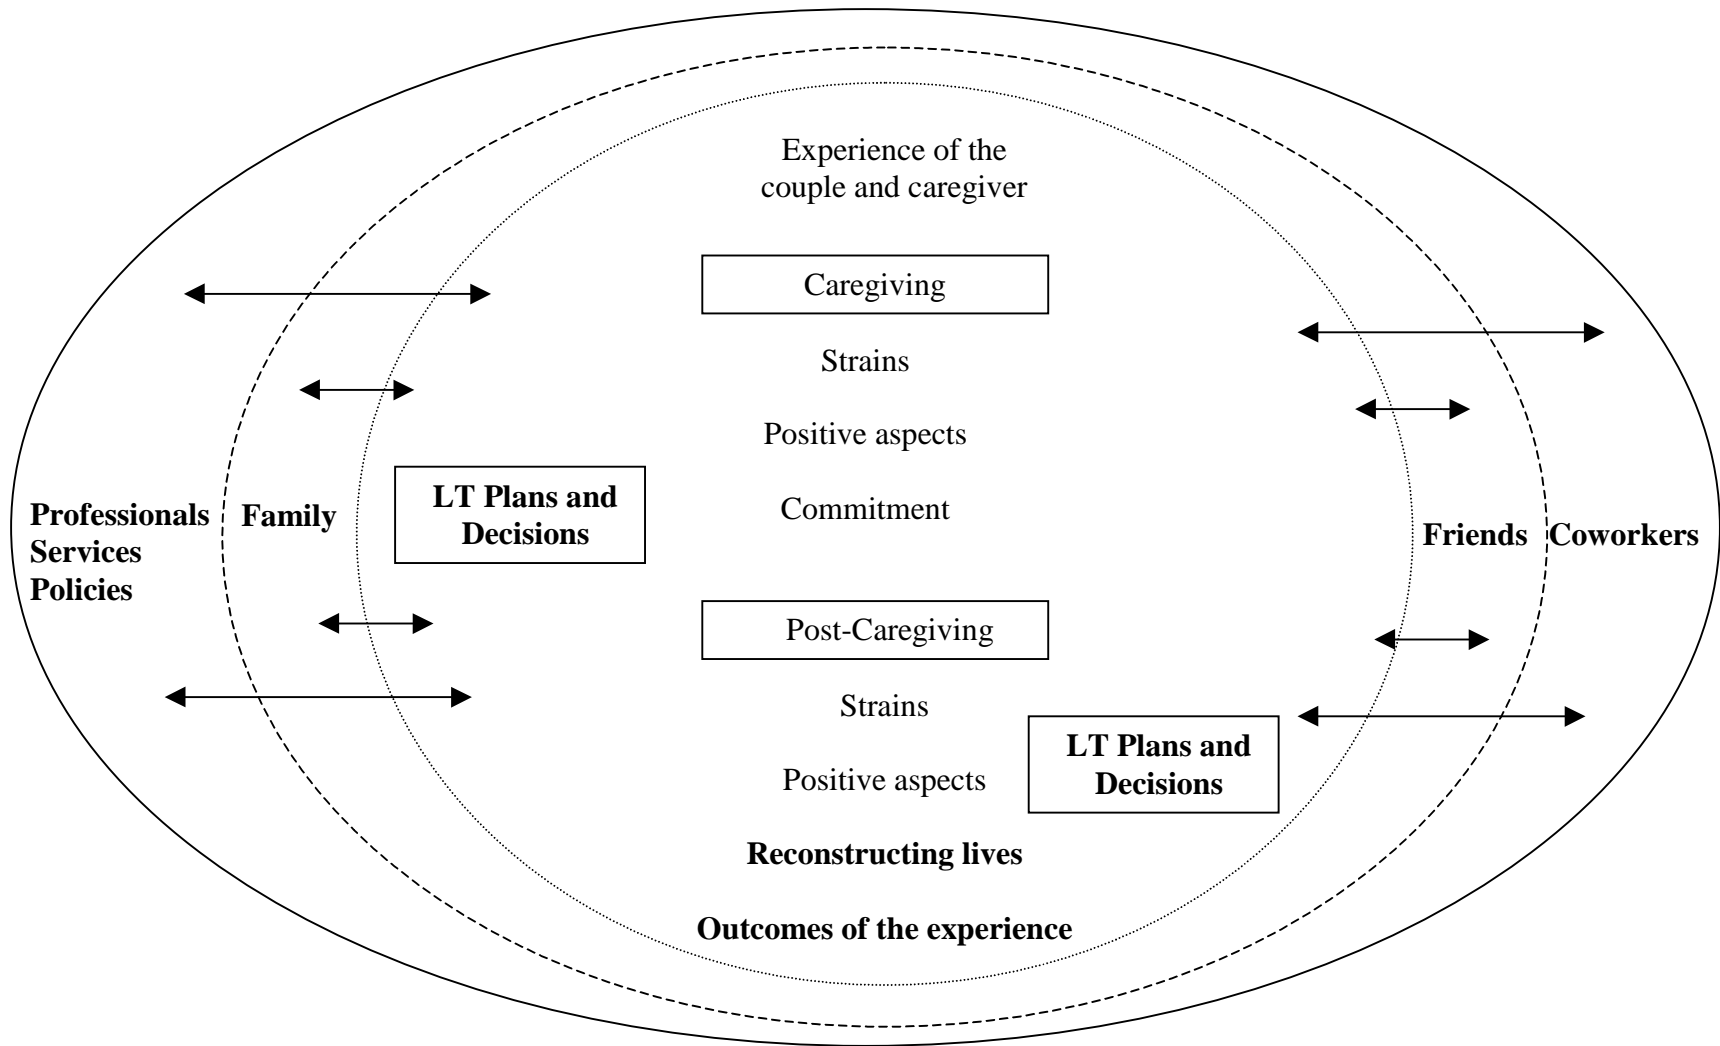 Experience of the
couple and caregiver
Caregiving
Strains
Positive aspects
Commitment
LT Plans and
Decisions
Professionals
Services
Policies
Family
Friends
Coworkers
Post-Caregiving
Strains
Positive aspects
LT Plans and
Decisions
Reconstructing lives
Outcomes of the experience